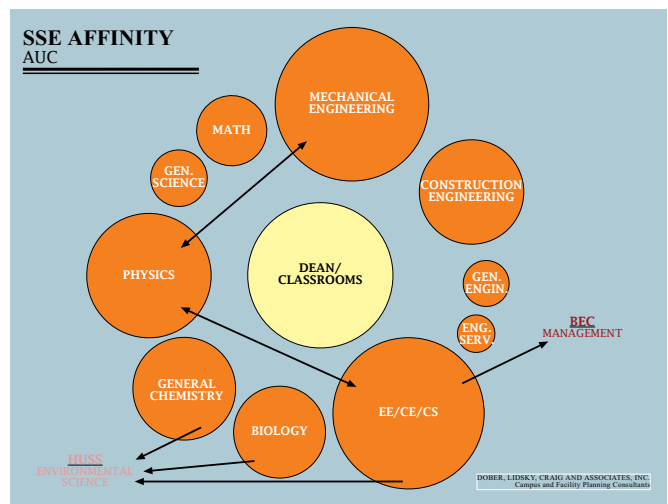 SSE AFFINITY
AUC
MECHANICAL
ENGINEERING
MATH
GEN.
SCIENCE
CONSTRUCTION
ENGINEERING
PHYSICS
DEAN/
CLASSROOMS
GEN.
ENGIN.
ENG.
SERV.
BEC
MANAGEMENT
GENERAL
CHEMISTRY
BIOLOGY
EE/CE/CS
HUSS
ENVIRONMENTAL
SCIENCE
DOBER, LIDSKY, CRAIG AND ASSOCIATES, INC.
Campus and Facility Planning Consultants